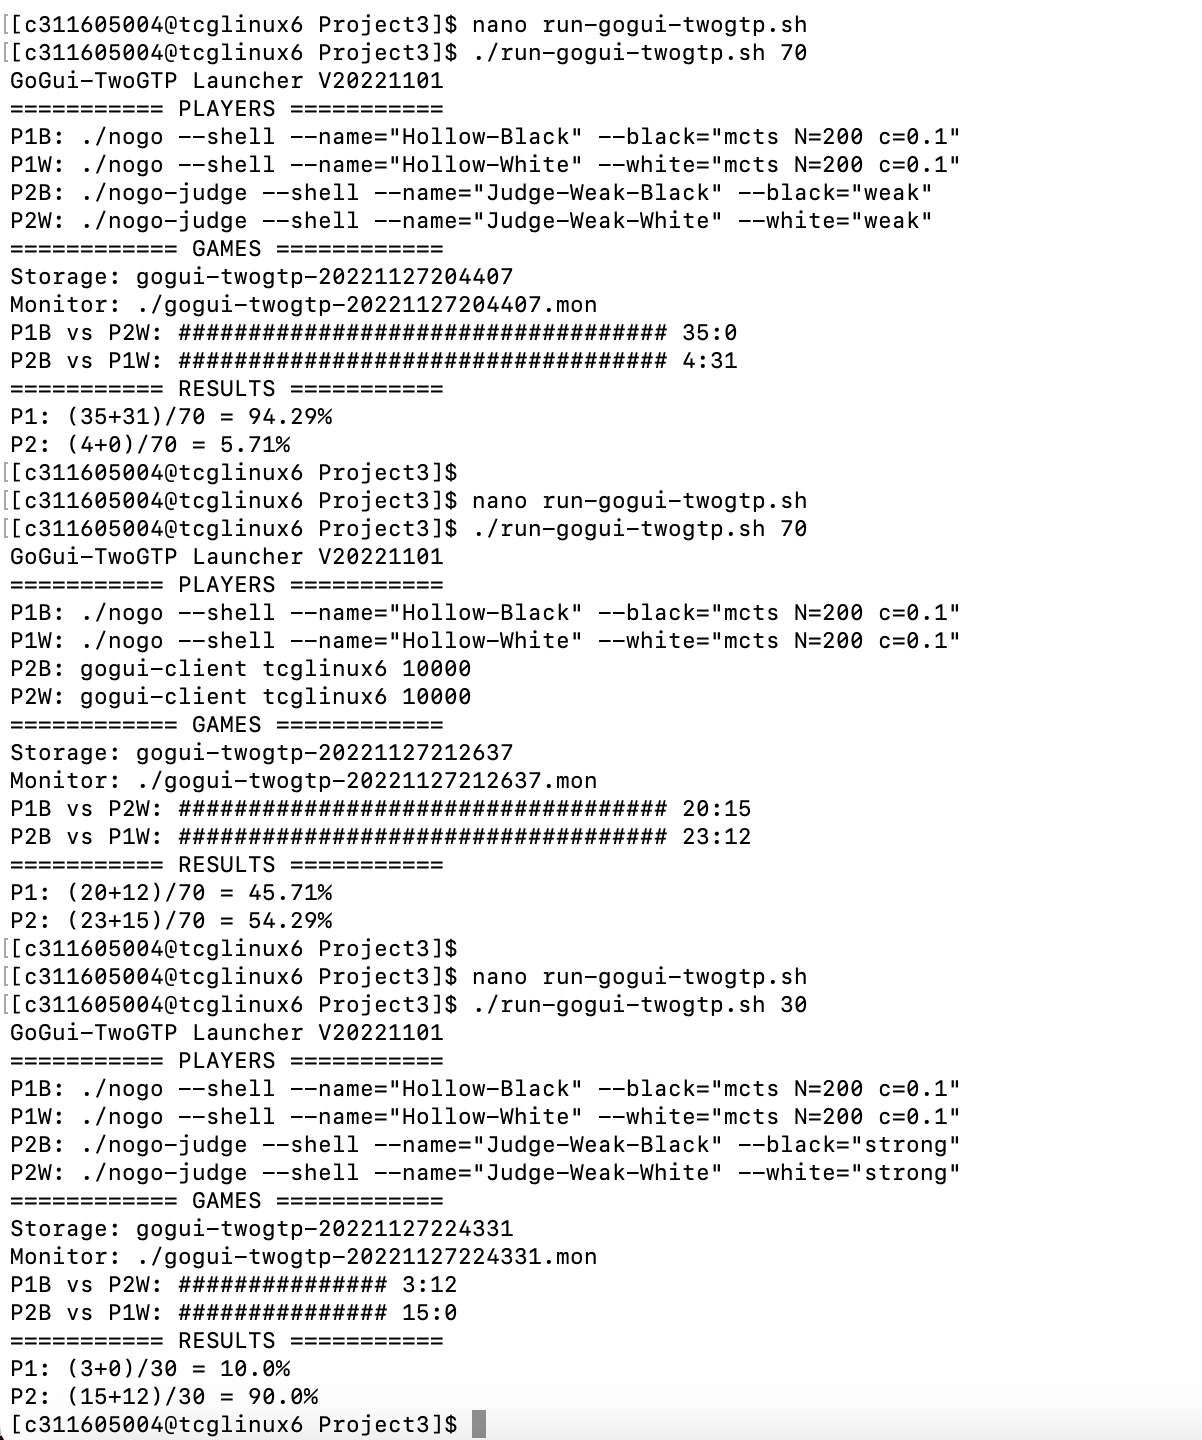 [[c311605004@tcglinux6 Project3]$ nano run-gogui-twogtp.sh
[[c311605004@tcglinux6 Project3]$ ./run-gogui-twogtp.sh 70
GoGui-TwoGTP Launcher V20221101
=========== PLAYERS ===========
P1B: ./nogo --shell --name="Hollow-Black" --black="mcts N=200 c=0.1"
P1W: ./nogo --shell --name="Hollow-White" --white="mcts N=200 c=0.1"
P2B: ./nogo-judge --shell --name="Judge-Weak-Black" --black="weak"
P2W: ./nogo-judge --shell --name="Judge-Weak-White" --white="weak"
============ GAMES ============
Storage: gogui-twogtp-20221127204407
Monitor: ./gogui-twogtp-20221127204407.mon
P1B vs P2W: ################################### 35:0
P2B vs P1W: ################################### 4:31
=========== RESULTS ===========
P1: (35+31)/70 = 94.29%
P2: (4+0)/70 = 5.71%
[[c311605004@tcglinux6 Project3]$
[[c311605004@tcglinux6 Project3]$ nano run-gogui-twogtp.sh
[[c311605004@tcglinux6 Project3]$ ./run-gogui-twogtp.sh 70
GoGui-TwoGTP Launcher V20221101
=========== PLAYERS ===========
P1B: ./nogo --shell --name="Hollow-Black" --black="mcts N=200 c=0.1"
P1W: ./nogo --shell --name="Hollow-White" --white="mcts N=200 c=0.1"
P2B: gogui-client tcglinux6 10000
P2W: gogui-client tcglinux6 10000
============ GAMES ============
Storage: gogui-twogtp-20221127212637
Monitor: ./gogui-twogtp-20221127212637.mon
P1B vs P2W: ################################### 20:15
P2B vs P1W: ################################### 23:12
=========== RESULTS ===========
P1: (20+12)/70 = 45.71%
P2: (23+15)/70 = 54.29%
[[c311605004@tcglinux6 Project3]$
[[c311605004@tcglinux6 Project3]$ nano run-gogui-twogtp.sh
[[c311605004@tcglinux6 Project3]$ ./run-gogui-twogtp.sh 30
GoGui-TwoGTP Launcher V20221101
=========== PLAYERS ===========
P1B: ./nogo --shell --name="Hollow-Black" --black="mcts N=200 c=0.1"
P1W: ./nogo --shell --name="Hollow-White" --white="mcts N=200 c=0.1"
P2B: ./nogo-judge --shell --name="Judge-Weak-Black" --black="strong"
P2W: ./nogo-judge --shell --name="Judge-Weak-White" --white="strong"
============ GAMES ============
Storage: gogui-twogtp-20221127224331
Monitor: ./gogui-twogtp-20221127224331.mon
P1B vs P2W: ############### 3:12
P2B vs P1W: ############### 15:0
=========== RESULTS ===========
P1: (3+0)/30 = 10.0%
P2: (15+12)/30 = 90.0%
[c311605004@tcglinux6 Project3]$